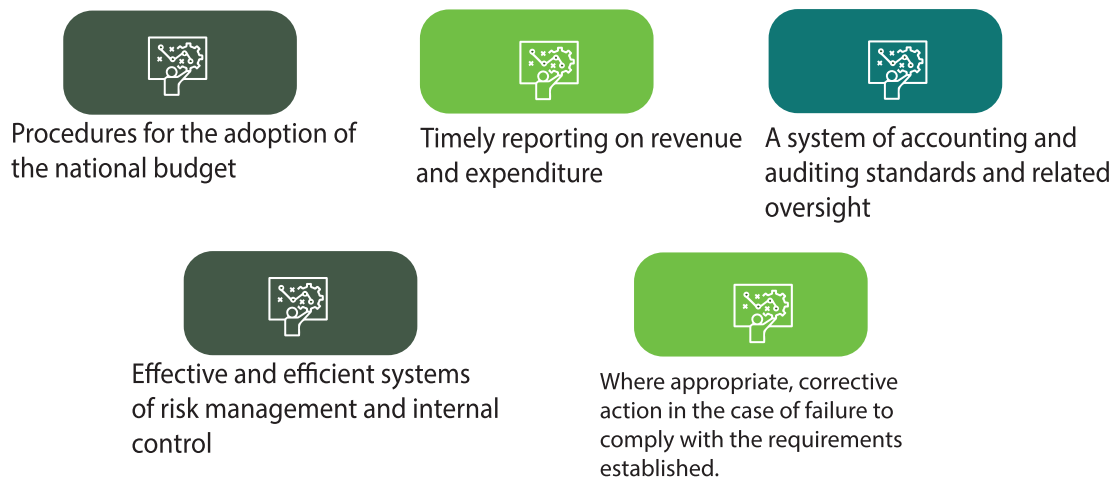 Procedures for the adoption of
the national budget
Timely reporting on revenue
and expenditure
A system of accounting and
auditing standards and related
oversight
Effective and efficient systems
of risk management and internal
control
Where appropriate, corrective
action in the case of failure to
comply with the requirements
established.